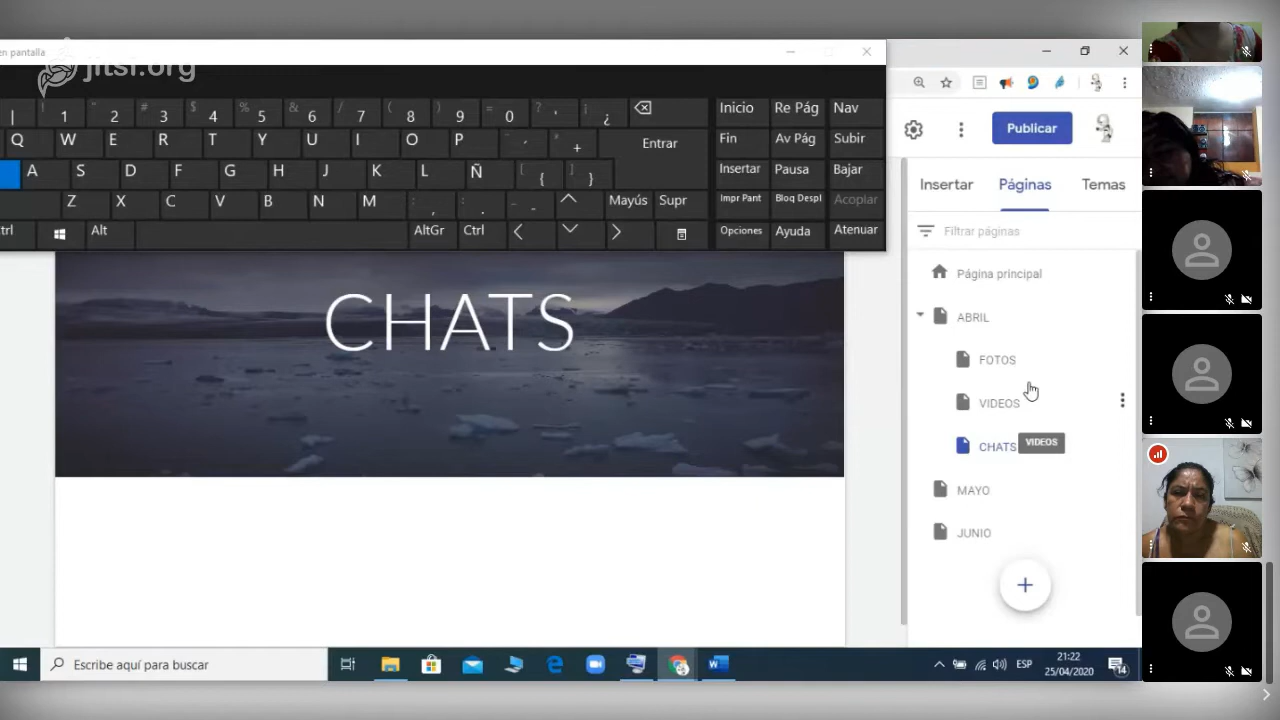 en pantalla
jitsi.org
| ! 1 " 2 # 3 $ 4 % 5 & 6 / 7 ( 8 ) 9 = 0 ? ' ¡ ¿ Inicio Re Pág Nav
Q W E R T Y U I O P ¨ ´ * + Entrar Fin Av Pág Subir
A S D F G H J K L Ñ [ { ] } Insertar Pausa Bajar
Z X C V B N M ; , : . _ - Mayús Supr Impr Pant Bloq Despl Acoplar
Ctrl Alt AltGr Ctrl Opciones Ayuda Atenuar
Publicar
Insertar Páginas Temas
Filtrar páginas
Página principal
ABRIL
FOTOS
VIDEOS
CHATS VIDEOS
MAYO
JUNIO
+
CHATS
Escribe aquí para buscar
ESP
21:22
25/04/2020
14